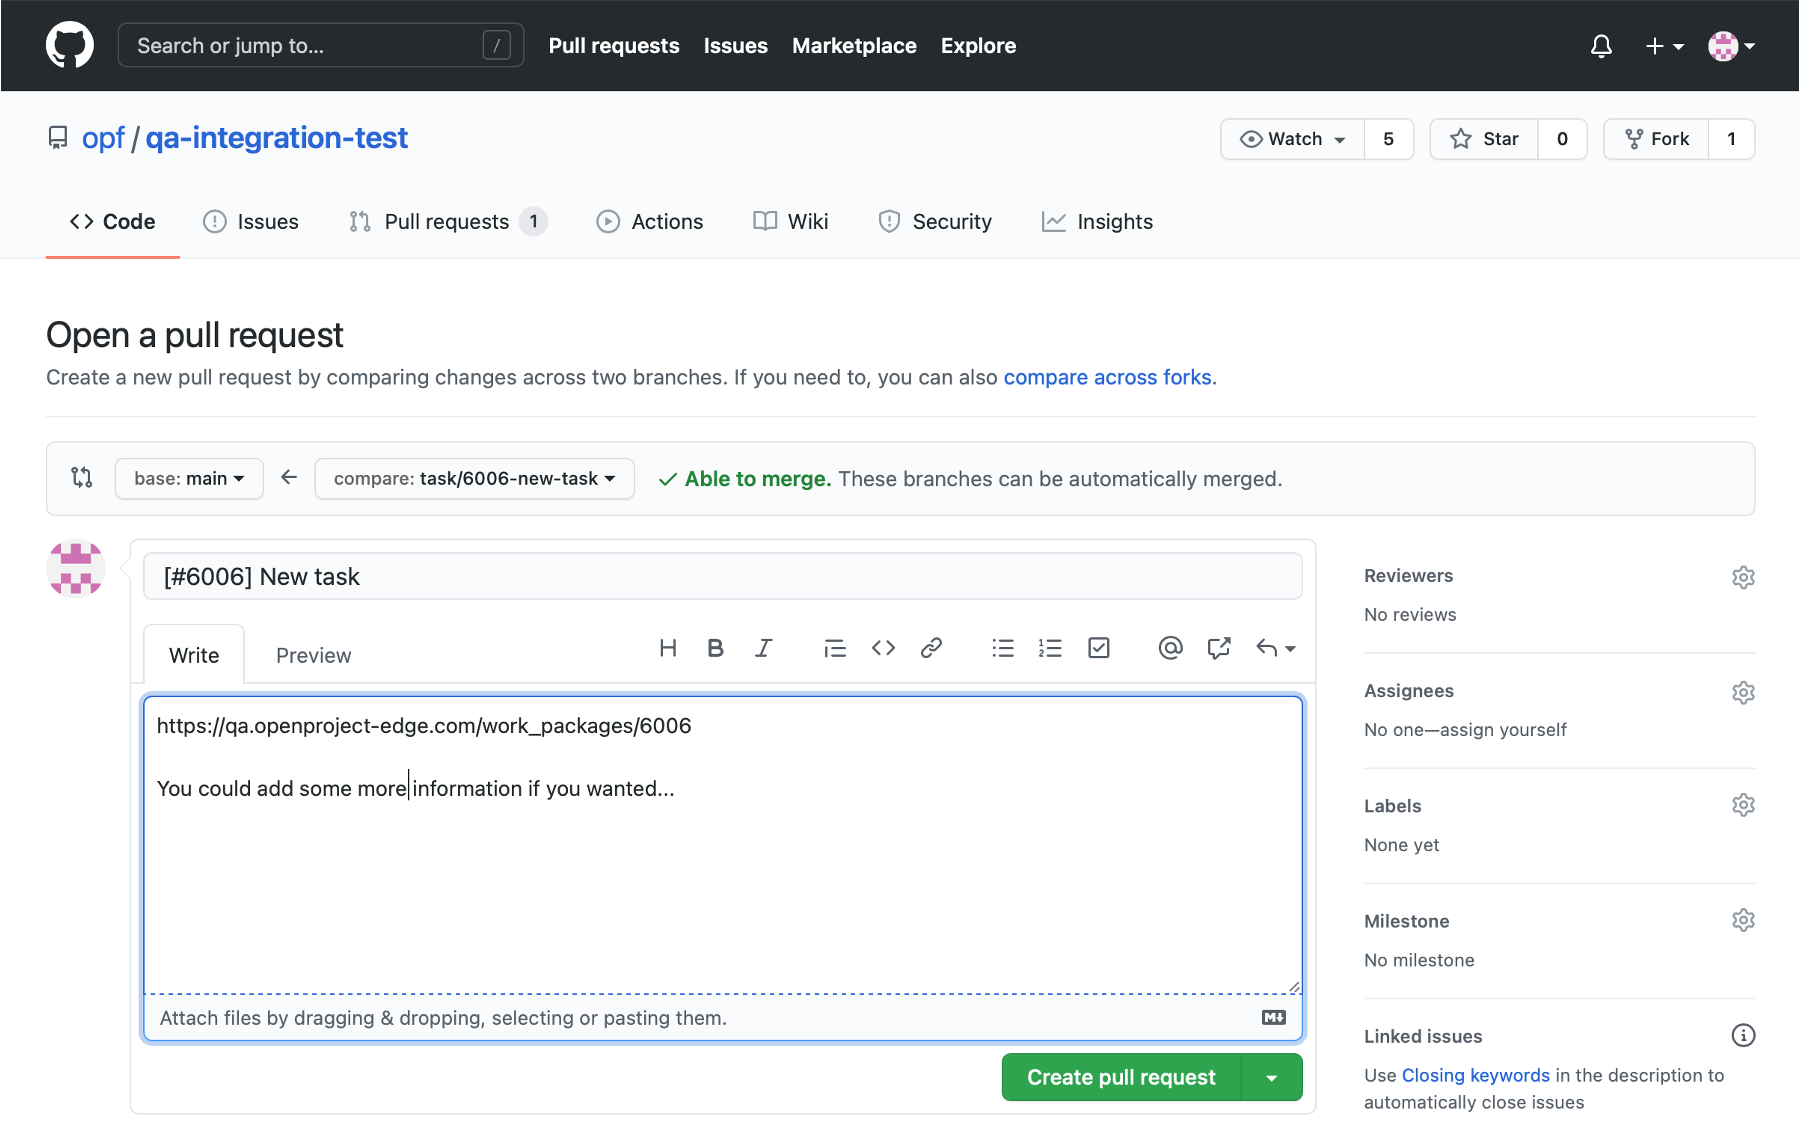 Search or jump to... /
Pull requests Issues Marketplace Explore
opf / qa-integration-test
Watch 5 Star 0 Fork 1
Code Issues Pull requests 1 Actions Wiki Security Insights
Open a pull request
Create a new pull request by comparing changes across two branches. If you need to, you can also compare across forks.
base: main compare: task/6006-new-task Able to merge. These branches can be automatically merged.
[#6006] New task
Write Preview
https://qa.openproject-edge.com/work_packages/6006
You could add some more information if you wanted...
Attach files by dragging & dropping, selecting or pasting them.
Create pull request
Reviewers
No reviews
Assignees
No one—assign yourself
Labels
None yet
Milestone
No milestone
Linked issues
Use Closing keywords in the description to
automatically close issues